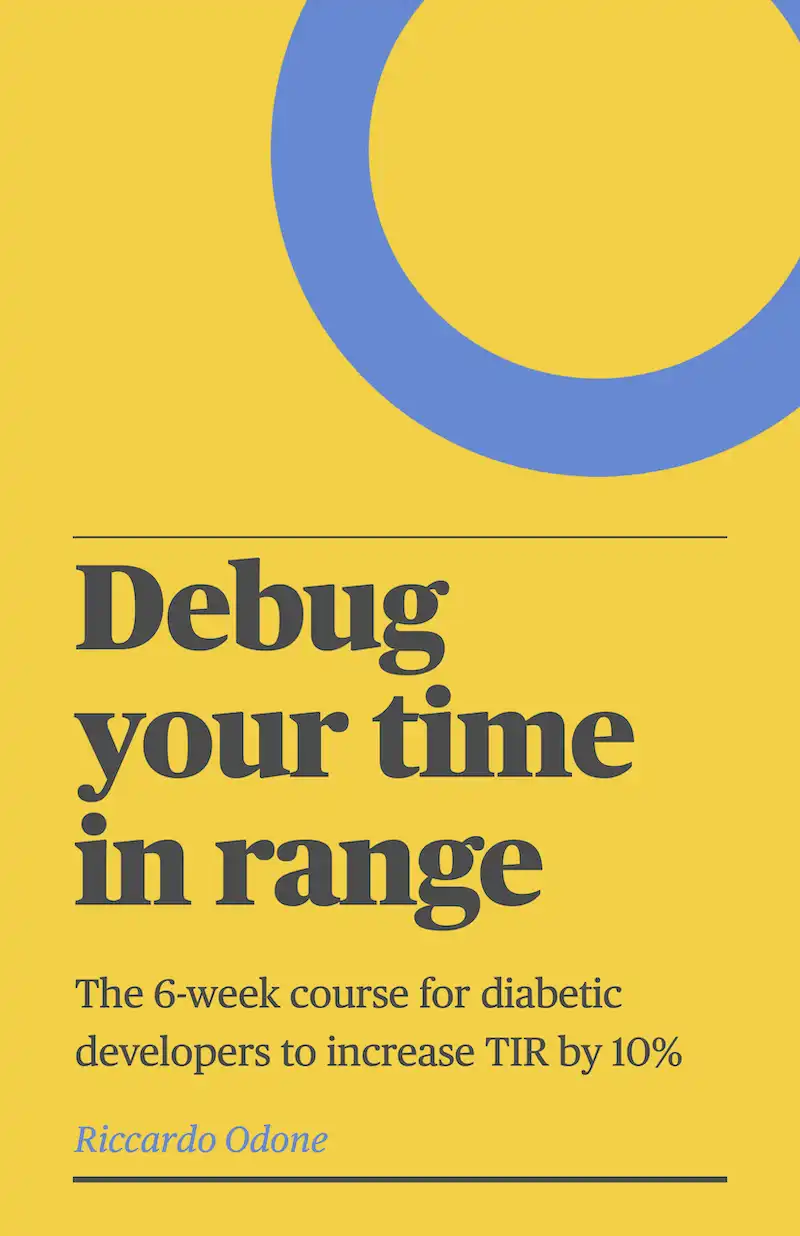 Debug
your time
in range
The 6-week course for diabetic
developers to increase TIR by 10%
Riccardo Odone